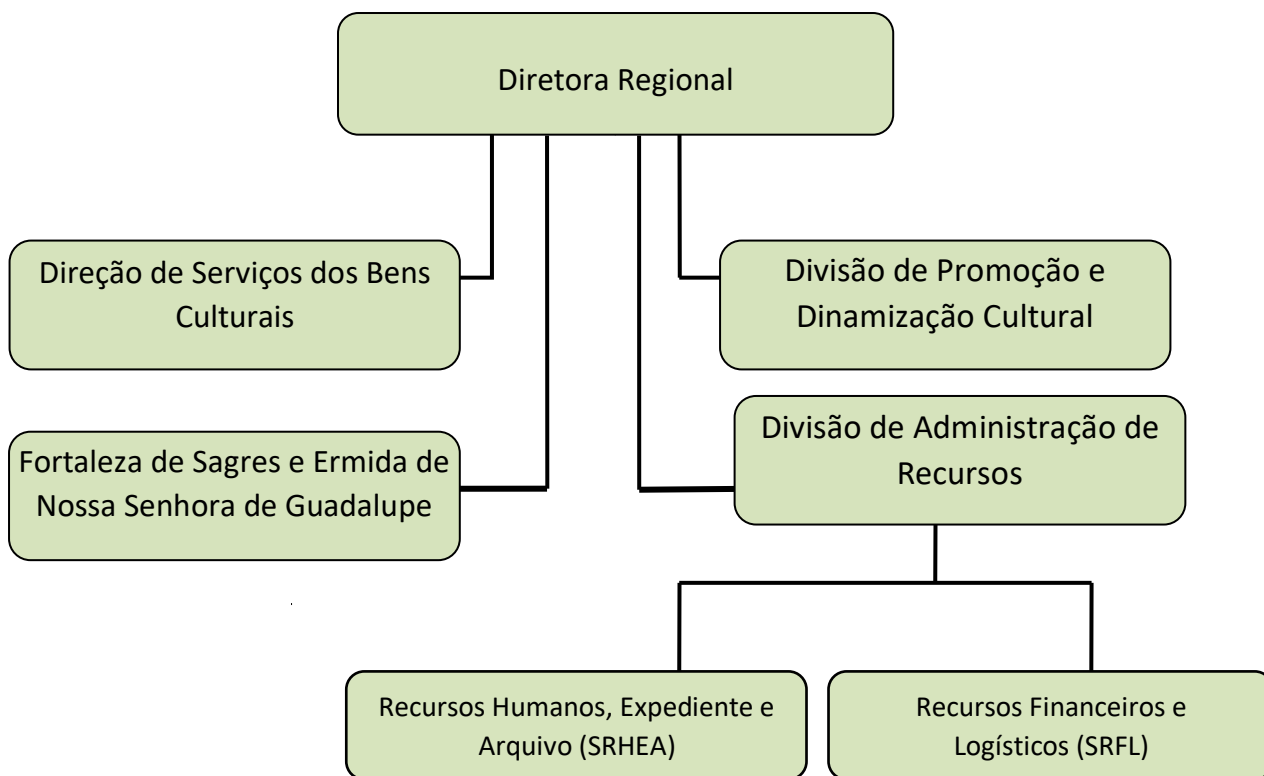 Diretora Regional
Direção de Serviços dos Bens
Culturais
Divisão de Promoção e
Dinamização Cultural
Fortaleza de Sagres e Ermida de
Nossa Senhora de Guadalupe
Divisão de Administração de
Recursos
Recursos Humanos, Expediente e
Arquivo (SRHEA)
Recursos Financeiros e
Logísticos (SRFL)